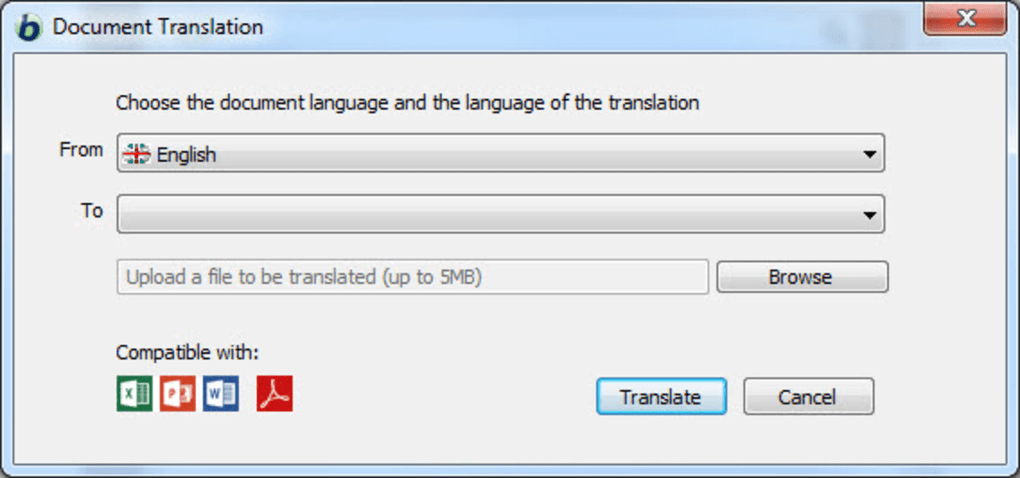 Document Translation
Choose the document language and the language of the translation
From English
To
Upload a file to be translated (up to 5MB) Browse
Compatible with:
Translate Cancel